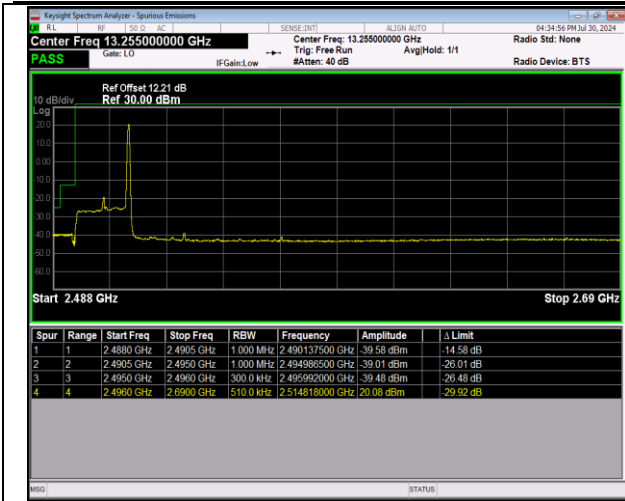 Keysight Spectrum Analyzer - Spurious Emissions
RL RF 50 Ω AC SENSE:INT ALIGN AUTO 04:34:56 PM Jul 30, 2024
Center Freq 13.255000000 GHz Center Freq: 13.255000000 GHz Radio Std: None
PASS Gate: LO IFGain:Low Trig: Free Run Avg|Hold: 1/1
#Atten: 40 dB Radio Device: BTS
Ref Offset 12.21 dB
10 dB/div Ref 30.00 dBm
Log
20.0
10.0
0.00
-10.0
-20.0
-30.0
-40.0
-50.0
-60.0
Start 2.488 GHz Stop 2.69 GHz
Spur Range Start Freq Stop Freq RBW Frequency Amplitude Δ Limit
1 1 2.4880 GHz 2.4905 GHz 1.000 MHz 2.490137500 GHz -39.58 dBm -14.58 dB
2 2 2.4905 GHz 2.4950 GHz 1.000 MHz 2.494986500 GHz -39.01 dBm -26.01 dB
3 3 2.4950 GHz 2.4960 GHz 300.0 kHz 2.495992000 GHz -39.48 dBm -26.48 dB
4 4 2.4960 GHz 2.6900 GHz 510.0 kHz 2.514818000 GHz 20.08 dBm -29.92 dB
MSG STATUS